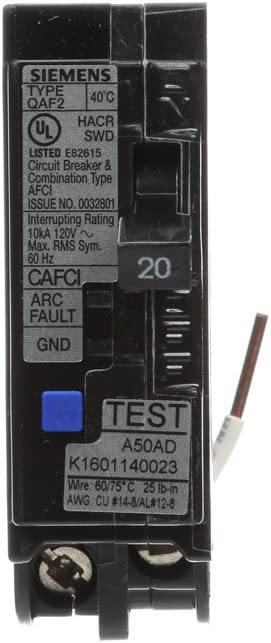 SIEMENS
TYPE QAF2
40°C
UL
HACR
SWD
LISTED E82615
Circuit Breaker &
Combination Type
AFCI
ISSUE NO. 0032801
Interrupting Rating
10kA 120V ~
Max. RMS Sym.
60 Hz
20
CAFCI
ARC
FAULT
GND
TEST
A50AD
K1601140023
Wire: 60/75°C 25 lb-in
AWG: CU #14-8/AL#12-8